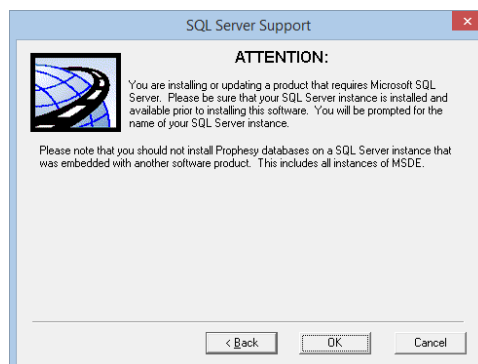 SQL Server Support
ATTENTION:
You are installing or updating a product that requires Microsoft SQL
Server. Please be sure that your SQL Server instance is installed and
available prior to installing this software. You will be prompted for the
name of your SQL Server instance.
Please note that you should not install Prophesy databases on a SQL Server instance that
was embedded with another software product. This includes all instances of MSDE.
< Back
OK
Cancel